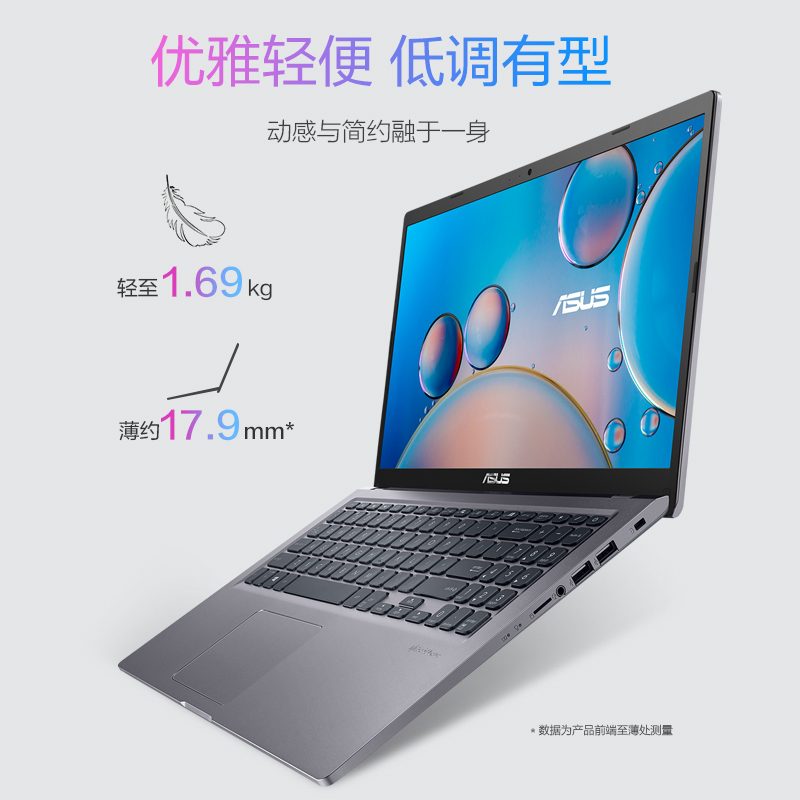 优雅轻便 低调有型
动感与简约融于一身
轻至1.69kg
薄约17.9mm*
ASUS
ASUS
* 数据为产品前端至薄处测量